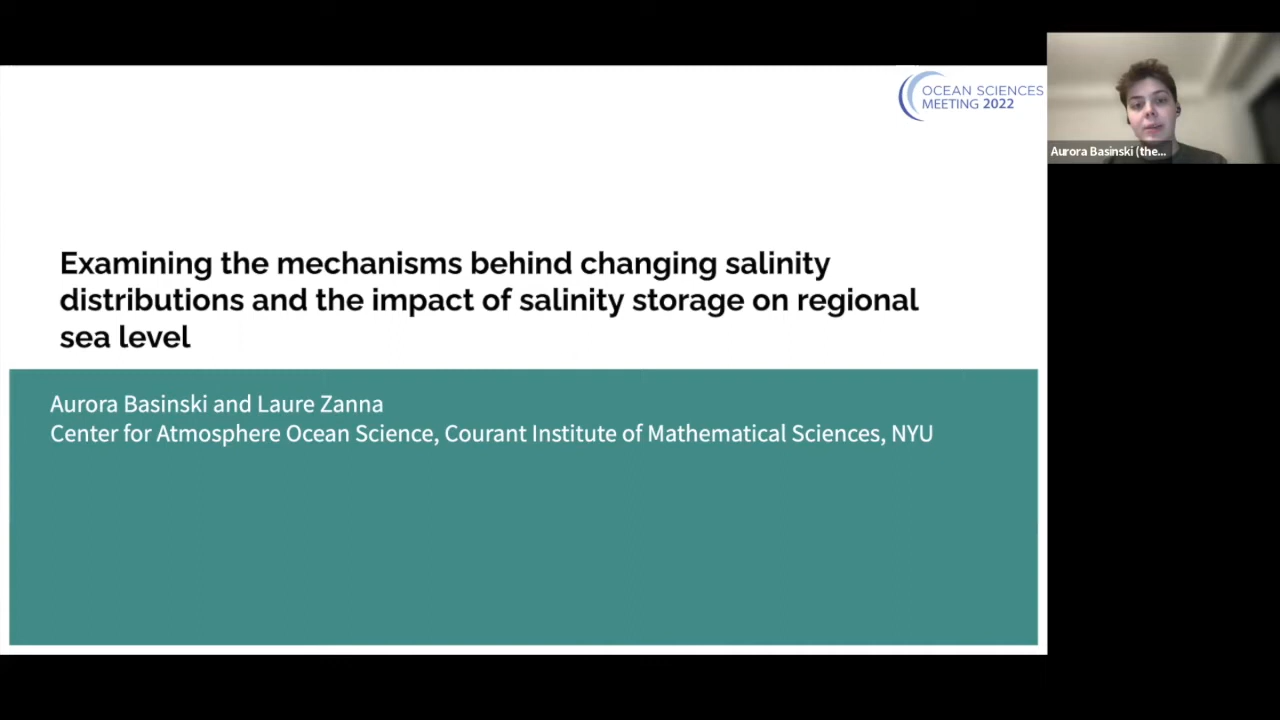 OCEAN SCIENCES
MEETING 2022
Aurora Basinski (the...
Examining the mechanisms behind changing salinity
distributions and the impact of salinity storage on regional
sea level
Aurora Basinski and Laure Zanna
Center for Atmosphere Ocean Science, Courant Institute of Mathematical Sciences, NYU